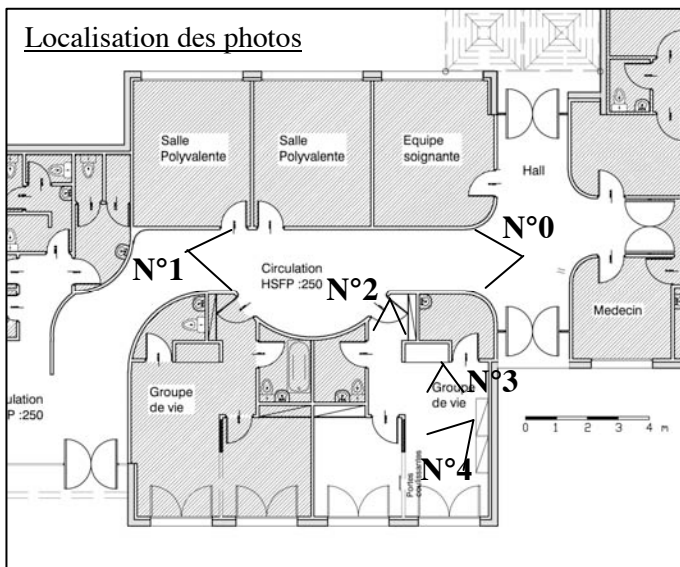 Localisation des photos
Salle
Polyvalente
Salle
Polyvalente
Equipe
soignante
Hall
N°0
N°1
Circulation
HSFP :250
N°2
Medecin
N°3
Groupe
de vie
Groupe
de vie
culation
P :250
0 1 2 3 4 m
N°4
Portes
coulissantes